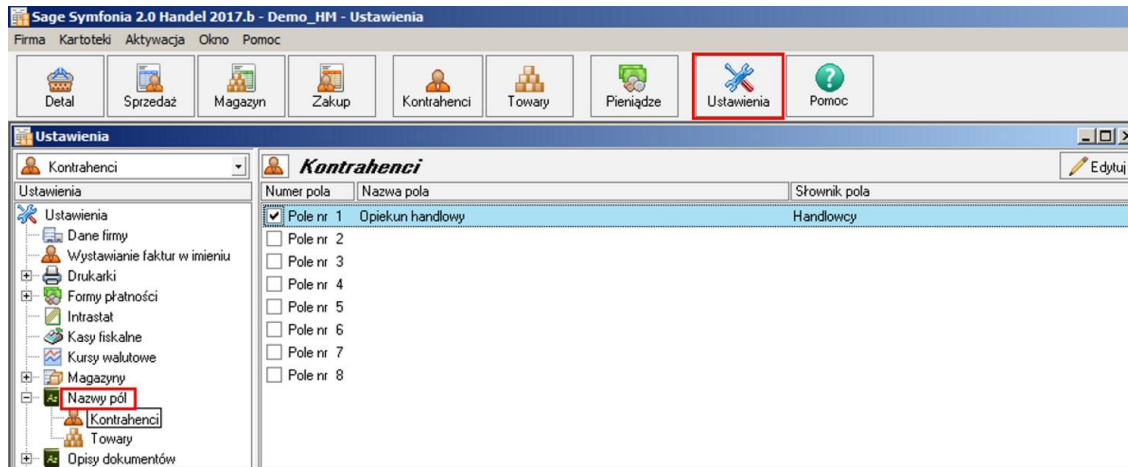 Sage Symfonia 2.0 Handel 2017.b - Demo_HM - Ustawienia
Firma Kartoteki Aktywacja Okno Pomoc
Detal Sprzedaż Magazyn Zakup Kontrahenci Towary Pieniądze Ustawienia Pomoc
Ustawienia
Kontrahenci Kontrahenci Edytuj
Ustawienia Numer pola Nazwa pola Słownik pola
Ustawienia Pole nr 1 Opiekun handlowy Handlowcy
Dane firmy Pole nr 2
Wystawianie faktur w imieniu Pole nr 3
Drukarki Pole nr 4
Formy płatności Pole nr 5
Intrastat Pole nr 6
Kasy fiskalne Pole nr 7
Kursy walutowe Pole nr 8
Magazyny
Nazwy pól
Kontrahenci
Towary
Opisy dokumentów